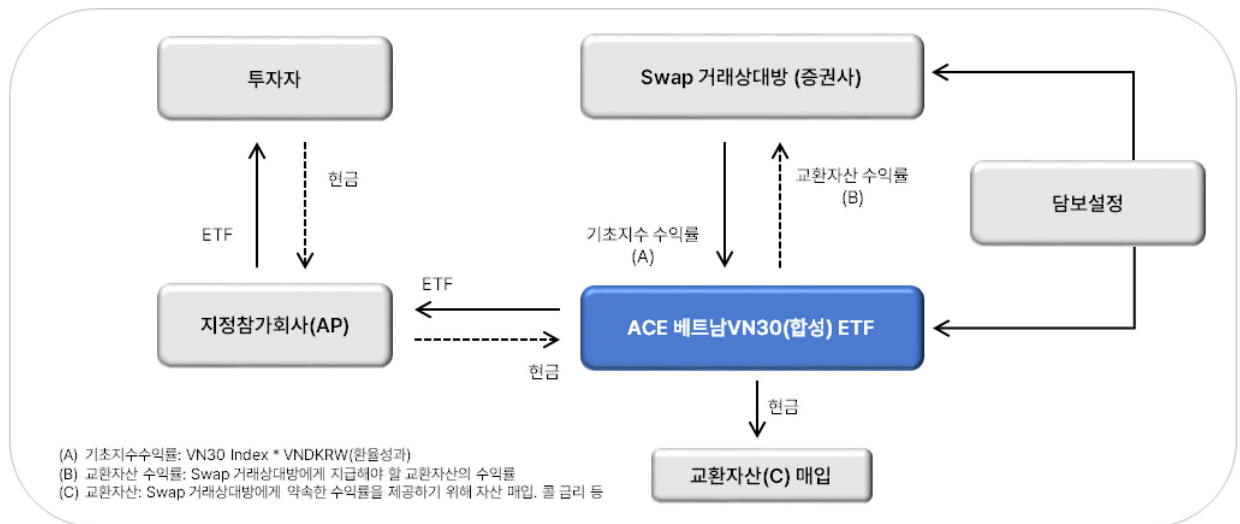 투자자
Swap 거래상대방 (증권사)
현금
교환자산 수익률
(B)
담보설정
ETF
기초지수 수익률
(A)
ETF
지정참가회사(AP)
ACE 베트남VN30(합성) ETF
현금
현금
(A) 기초지수수익률: VN30 Index * VNDKRW(환율성과)
(B) 교환자산 수익률: Swap 거래상대방에게 지급해야 할 교환자산의 수익률
(C) 교환자산: Swap 거래상대방에게 약속한 수익률을 제공하기 위해 자산 매입. 콜 금리 등
교환자산(C) 매입